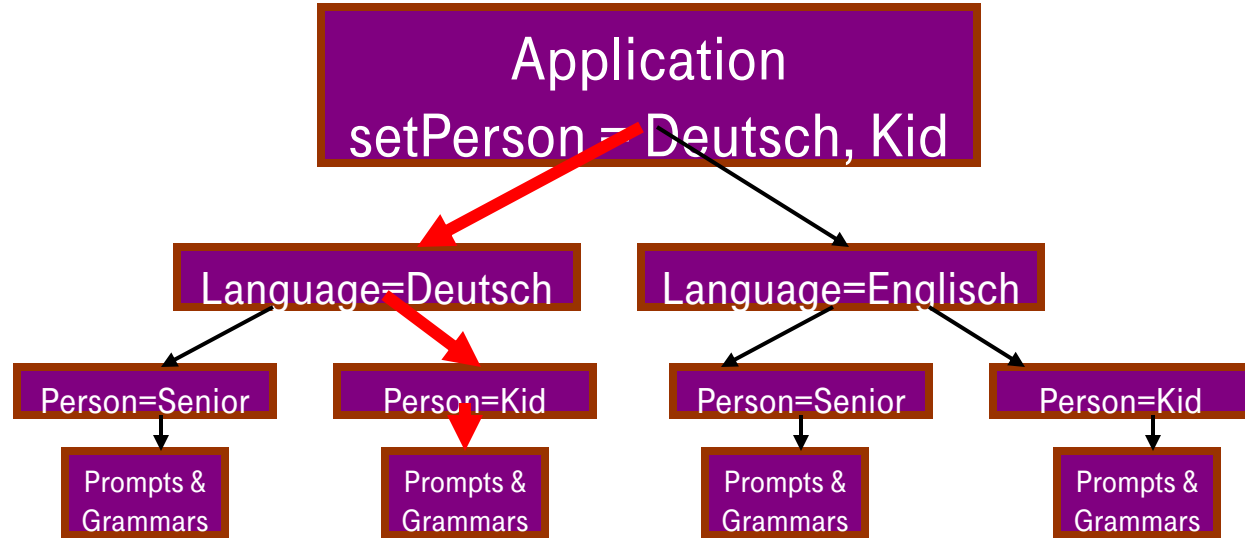 Application
setPerson = Deutsch, Kid
Language=Deutsch
Language=Englisch
Person=Senior
Person=Kid
Person=Senior
Person=Kid
Prompts &
Grammars
Prompts &
Grammars
Prompts &
Grammars
Prompts &
Grammars